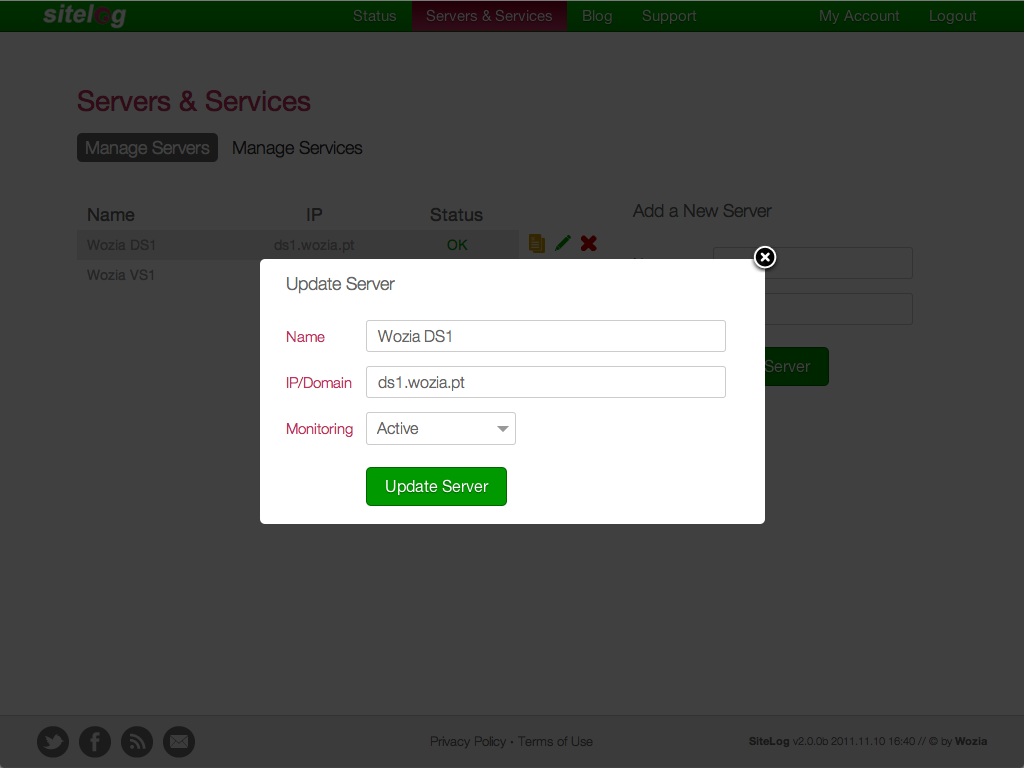 sitelog Status Servers & Services Blog Support My Account Logout
Servers & Services
Manage Servers Manage Services
Name IP Status Add a New Server
Wozia DS1 ds1.wozia.pt OK
Wozia VS1
Update Server
Name Wozia DS1
IP/Domain ds1.wozia.pt
Server
Monitoring Active
Update Server
Privacy Policy • Terms of Use SiteLog v2.0.0b 2011.11.10 16:40 // © by Wozia